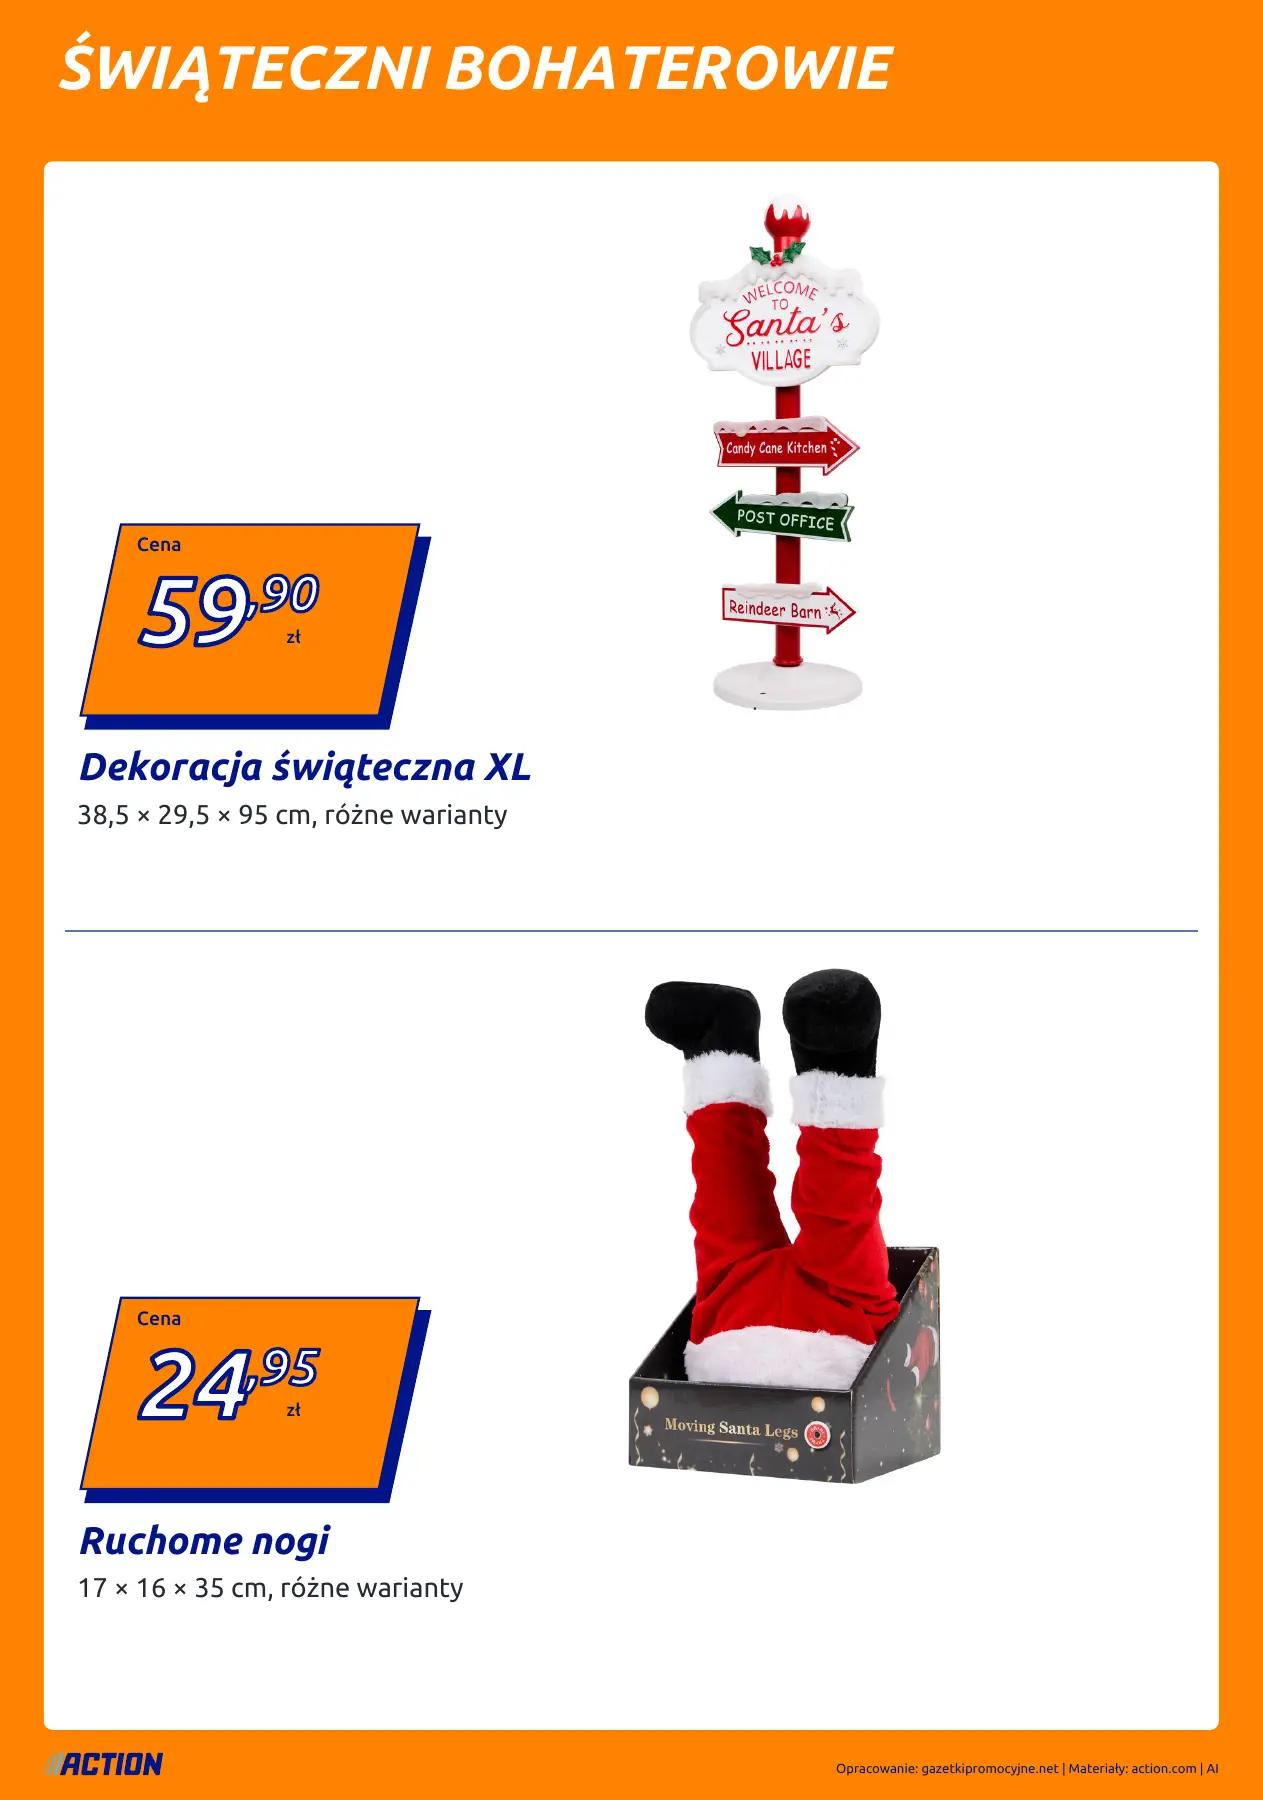 ŚWIĄTECZNI BOHATEROWIE
WELCOME
TO
Santa's
VILLAGE
Candy Cane Kitchen
POST OFFICE
Reindeer Barn
Cena
59,90
zł
Dekoracja świąteczna XL
38,5 × 29,5 × 95 cm, różne warianty
Moving Santa Legs
Cena
24,95
zł
Ruchome nogi
17 × 16 × 35 cm, różne warianty
ACTION
Opracowanie: gazetkipromocyjne.net | Materiały: action.com | AI